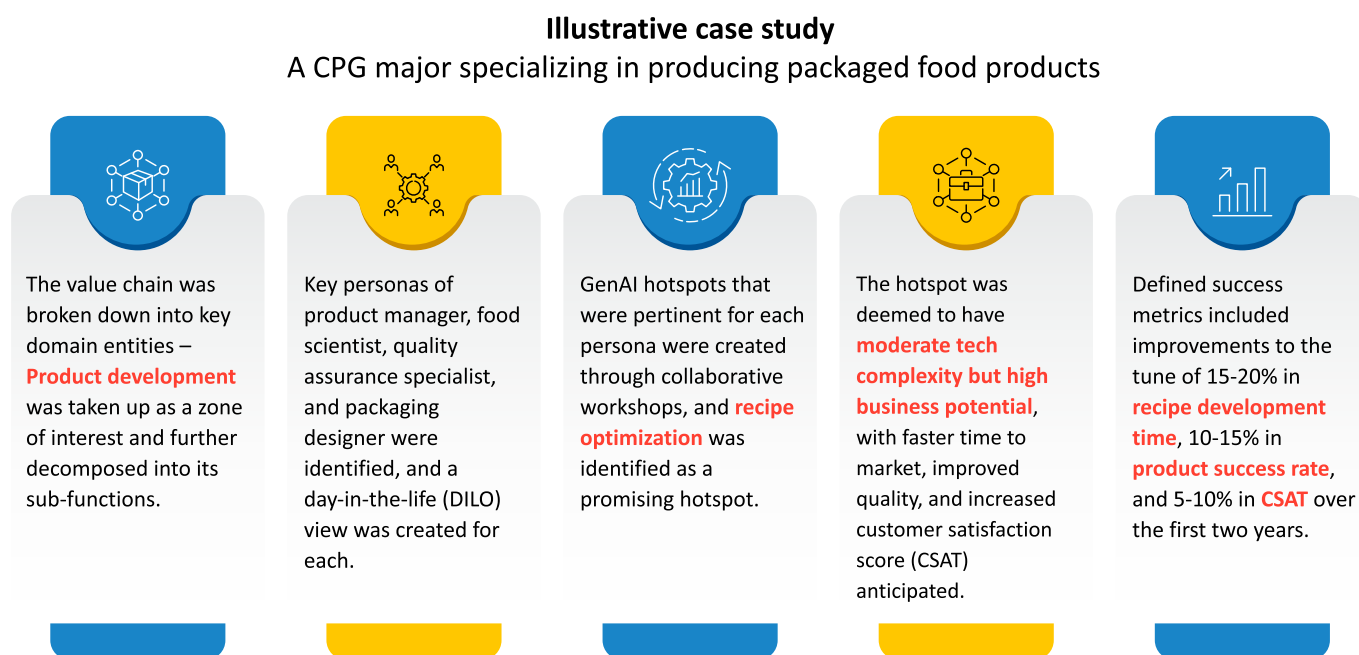 Illustrative case study
A CPG major specializing in producing packaged food products
The value chain was
broken down into key
domain entities –
Product development
was taken up as a zone
of interest and further
decomposed into its
sub-functions.
Key personas of
product manager, food
scientist, quality
assurance specialist,
and packaging
designer were
identified, and a
day-in-the-life (DILO)
view was created for
each.
GenAI hotspots that
were pertinent for each
persona were created
through collaborative
workshops, and recipe
optimization was
identified as a
promising hotspot.
The hotspot was
deemed to have
moderate tech
complexity but high
business potential,
with faster time to
market, improved
quality, and increased
customer satisfaction
score (CSAT)
anticipated.
Defined success
metrics included
improvements to the
tune of 15-20% in
recipe development
time, 10-15% in
product success rate,
and 5-10% in CSAT over
the first two years.